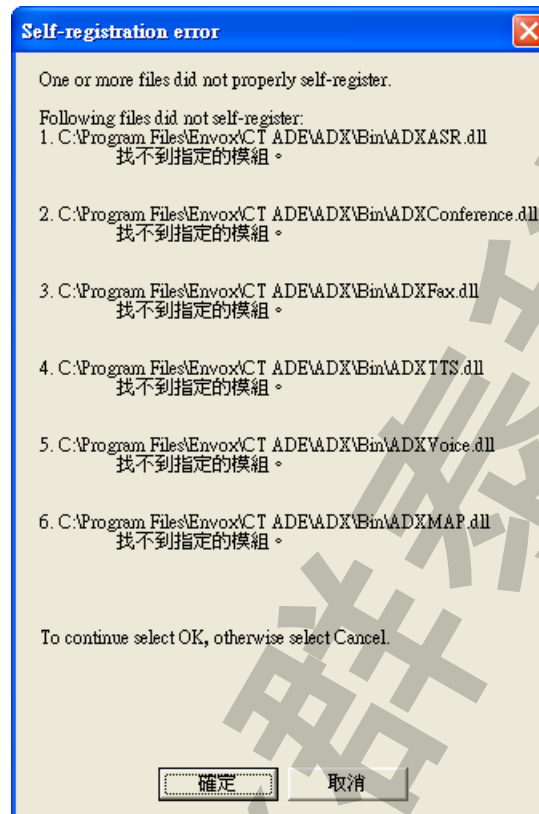 Self-registration error
One or more files did not properly self-register.
Following files did not self-register:
1. C:\Program Files\Envox\CT ADE\ADX\Bin\ADXASR.dll
找不到指定的模組。
2. C:\Program Files\Envox\CT ADE\ADX\Bin\ADXConference.dll
找不到指定的模組。
3. C:\Program Files\Envox\CT ADE\ADX\Bin\ADXFax.dll
找不到指定的模組。
4. C:\Program Files\Envox\CT ADE\ADX\Bin\ADXTTS.dll
找不到指定的模組。
5. C:\Program Files\Envox\CT ADE\ADX\Bin\ADXVoice.dll
找不到指定的模組。
6. C:\Program Files\Envox\CT ADE\ADX\Bin\ADXMAP.dll
找不到指定的模組。
To continue select OK, otherwise select Cancel.
確定 取消